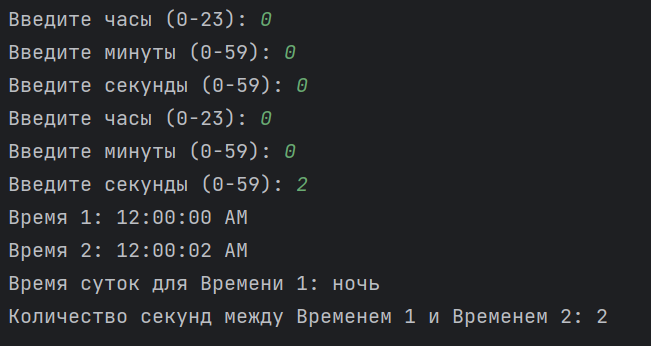 Введите часы (0-23): 0
Введите минуты (0-59): 0
Введите секунды (0-59): 0
Введите часы (0-23): 0
Введите минуты (0-59): 0
Введите секунды (0-59): 2
Время 1: 12:00:00 AM
Время 2: 12:00:02 AM
Время суток для Времени 1: ночь
Количество секунд между Временем 1 и Временем 2: 2